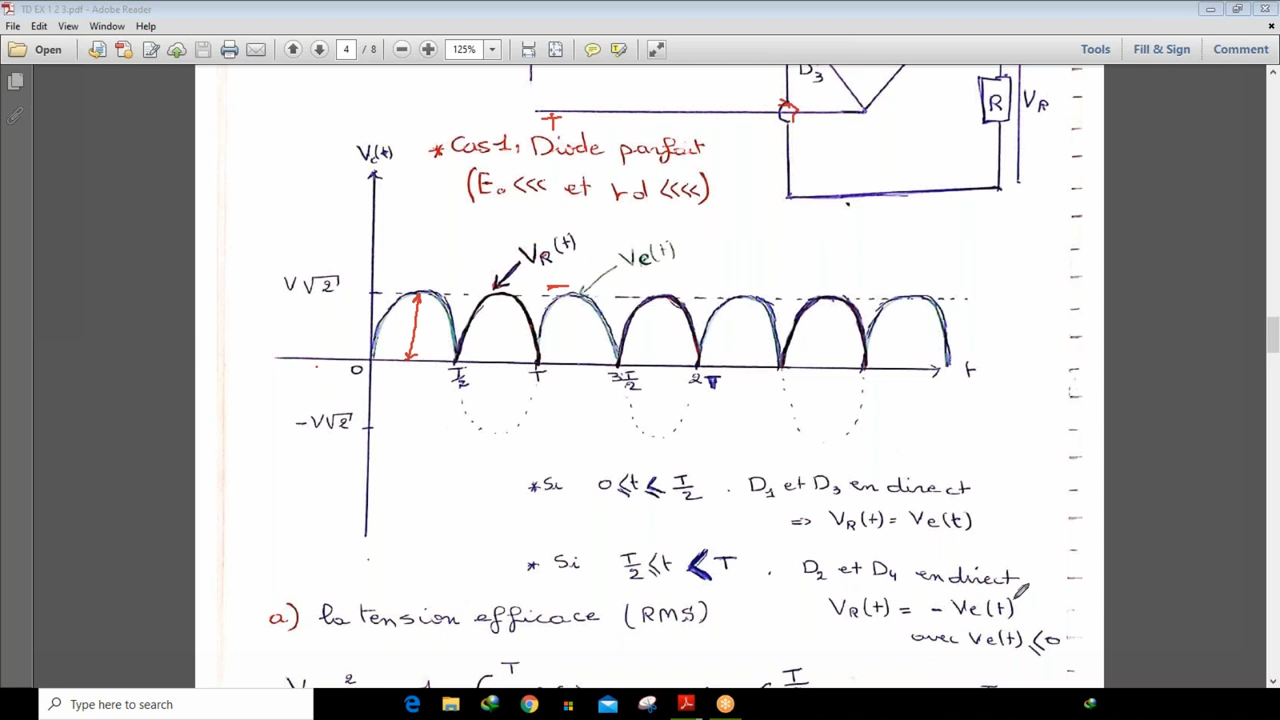 TD EX 1 2 3.pdf - Adobe Reader
File Edit View Window Help
Open 4 / 8 125% Tools Fill & Sign Comment
D3
R VR
T
*Cas1, Diode parfait
(E0 <<< et rd <<<<)
Ve(t)
VR(t) Ve(t)
V√2
0 T/2 T 3T/2 2T t
-V√2
*Si 0≤t≤T/2 . D1 et D3 en direct
=> VR(t) = Ve(t)
* Si T/2≤t<T . D2 et D4 en direct
VR(t) = - Ve(t)
avec Ve(t) ≤0
a) la tension efficace (RMS)
Type here to search